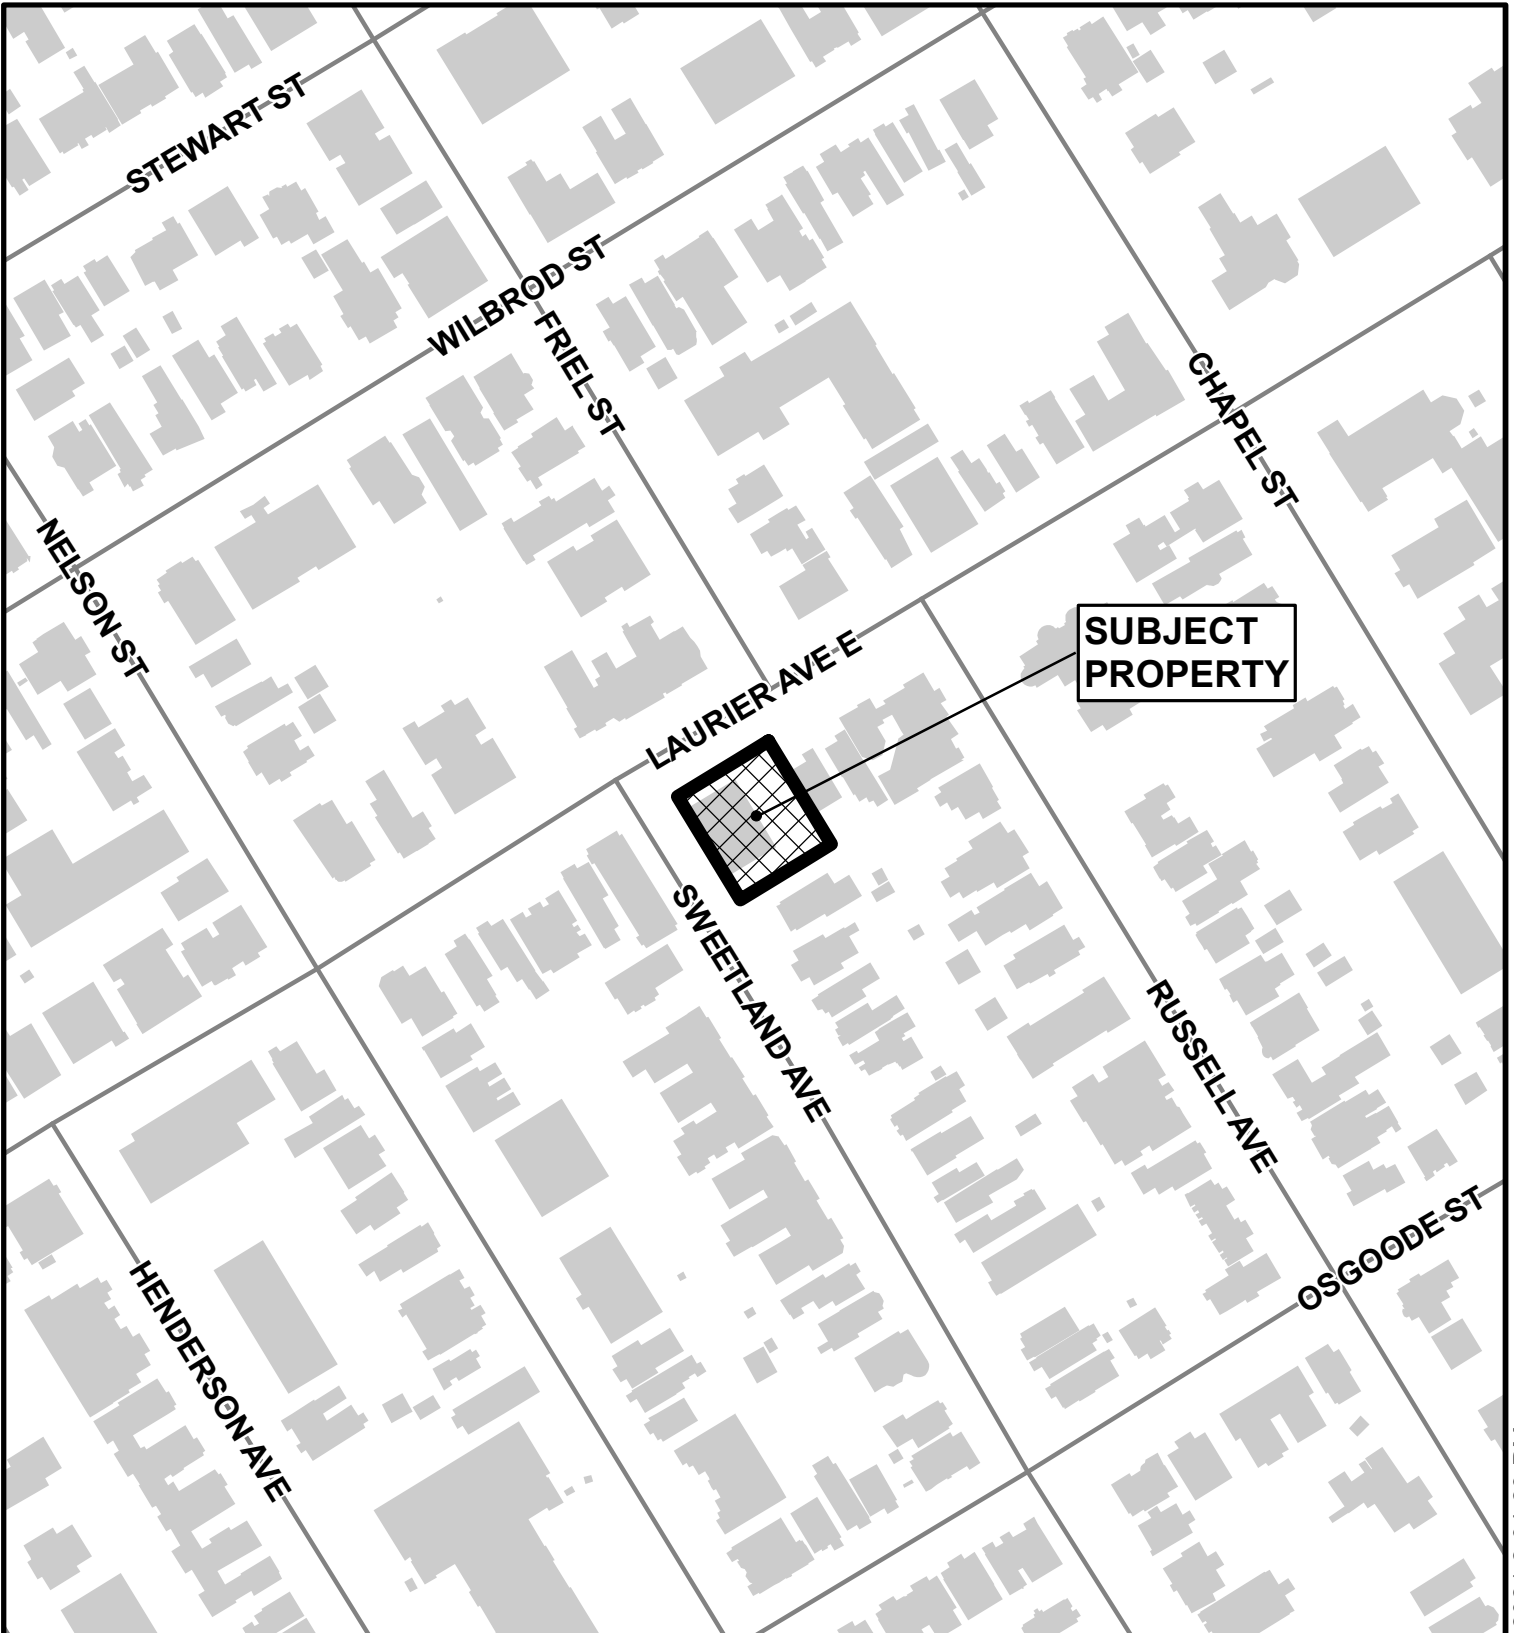 STEWART ST
WILBROD ST
FRIEL ST
CHAPEL ST
NELSON ST
LAURIER AVE E
SUBJECT
PROPERTY
SWEETLAND AVE
RUSSELL AVE
OSGOODE ST
HENDERSON AVE